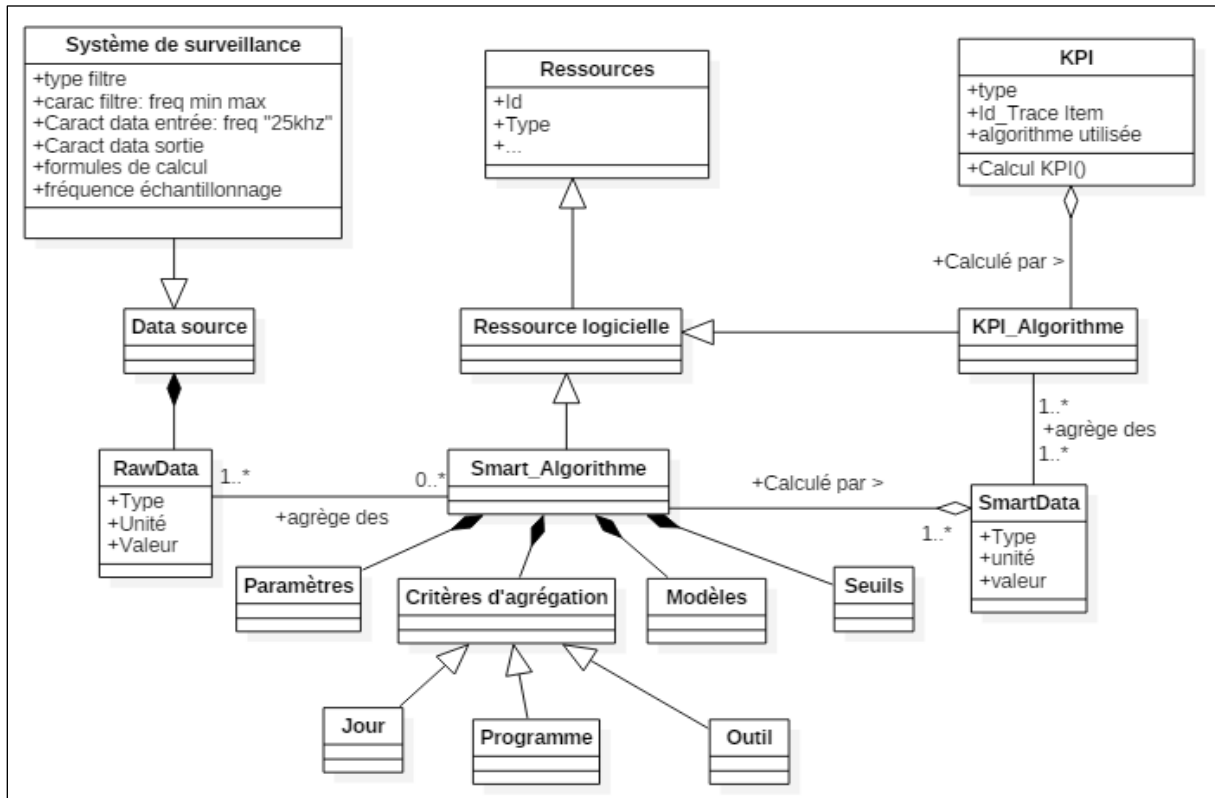 Système de surveillance
+type filtre
+carac filtre: freq min max
+Caract data entrée: freq "25khz"
+Caract data sortie
+formules de calcul
+fréquence échantillonnage
Ressources
+Id
+Type
+...
KPI
+type
+Id_Trace Item
+algorithme utilisée
+Calcul KPI()
+Calculé par >
Data source
Ressource logicielle
KPI_Algorithme
1..*
+agrège des
1..*
RawData
+Type
+Unité
+Valeur
1..*
0..*
+agrège des
Smart_Algorithme
+Calculé par >
1..*
SmartData
+Type
+unité
+valeur
Paramètres
Critères d'agrégation
Modèles
Seuils
Jour
Programme
Outil